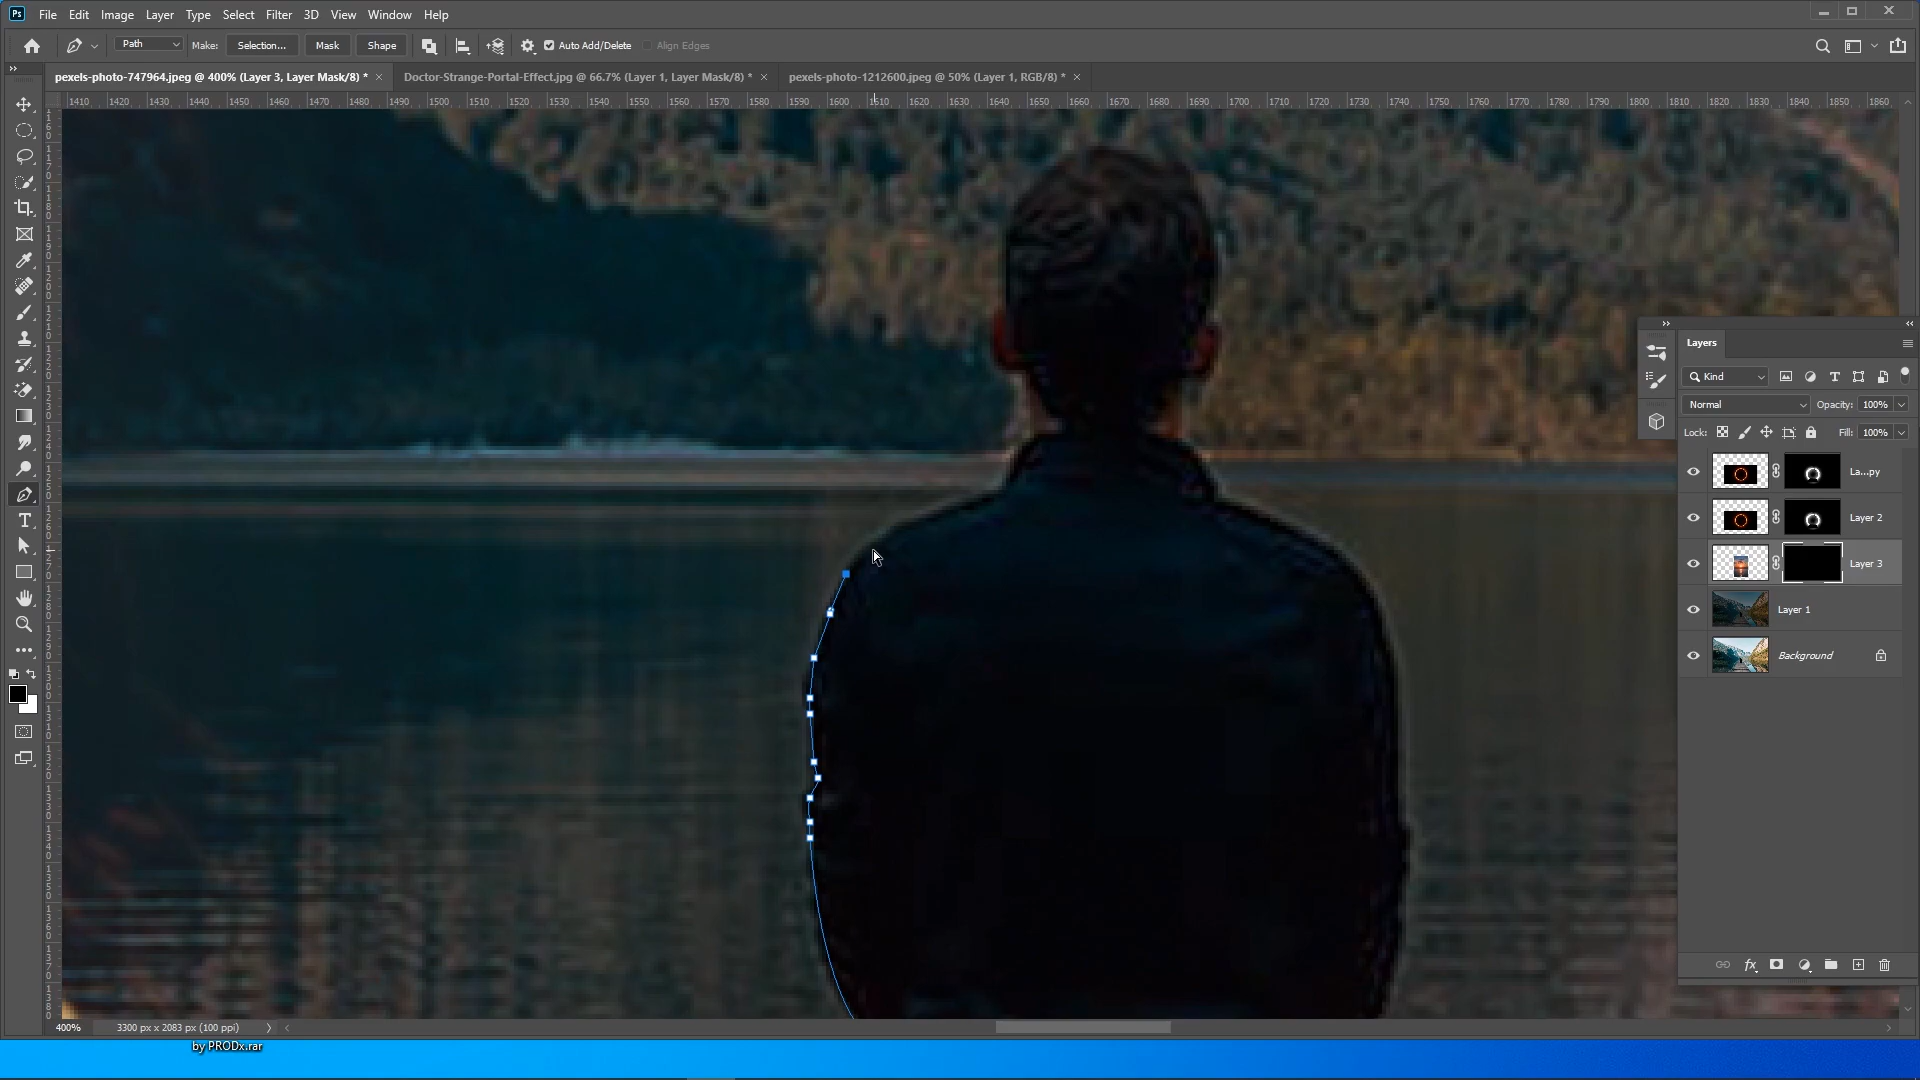 Ps File Edit Image Layer Type Select Filter 3D View Window Help
Path Make: Selection... Mask Shape Auto Add/Delete Align Edges
pexels-photo-747964.jpeg @ 400% (Layer 3, Layer Mask/8) * Doctor-Strange-Portal-Effect.jpg @ 66.7% (Layer 1, Layer Mask/8) * pexels-photo-1212600.jpeg @ 50% (Layer 1, RGB/8) *
1410 1420 1430 1440 1450 1460 1470 1480 1490 1500 1510 1520 1530 1540 1550 1560 1570 1580 1590 1600 1610 1620 1630 1640 1650 1660 1670 1680 1690 1700 1710 1720 1730 1740 1750 1760 1770 1780 1790 1800 1810 1820 1830 1840 1850 1860
Layers
Kind
Normal Opacity: 100%
Lock: Fill: 100%
La...py
Layer 2
Layer 3
Layer 1
Background
400% 3300 px x 2083 px (100 ppi)
by PRODx.rar